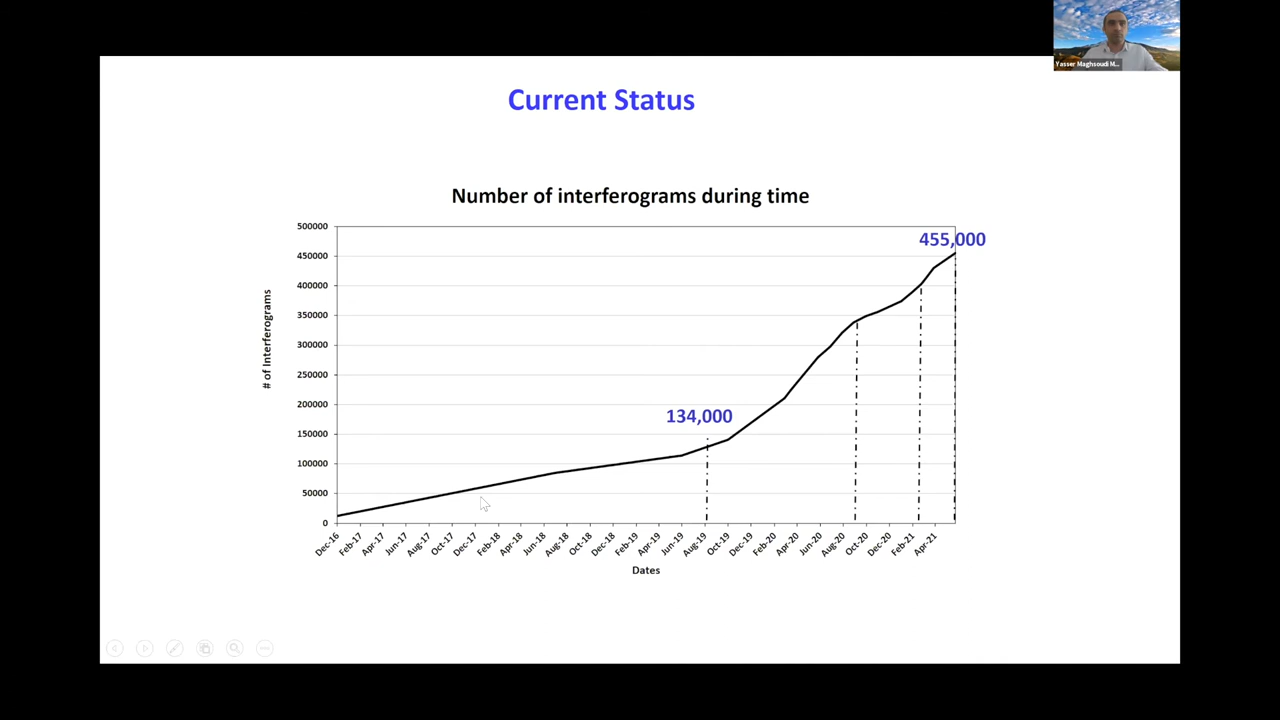 Yasser Maghsoudi M...
Current Status
Number of interferograms during time
500000
450000
400000
350000
300000
250000
200000
150000
100000
50000
0
# of Interferograms
455,000
134,000
Dec-16
Feb-17
Apr-17
Jun-17
Aug-17
Oct-17
Dec-17
Feb-18
Apr-18
Jun-18
Aug-18
Oct-18
Dec-18
Feb-19
Apr-19
Jun-19
Aug-19
Oct-19
Dec-19
Feb-20
Apr-20
Jun-20
Aug-20
Oct-20
Dec-20
Feb-21
Apr-21
Dates